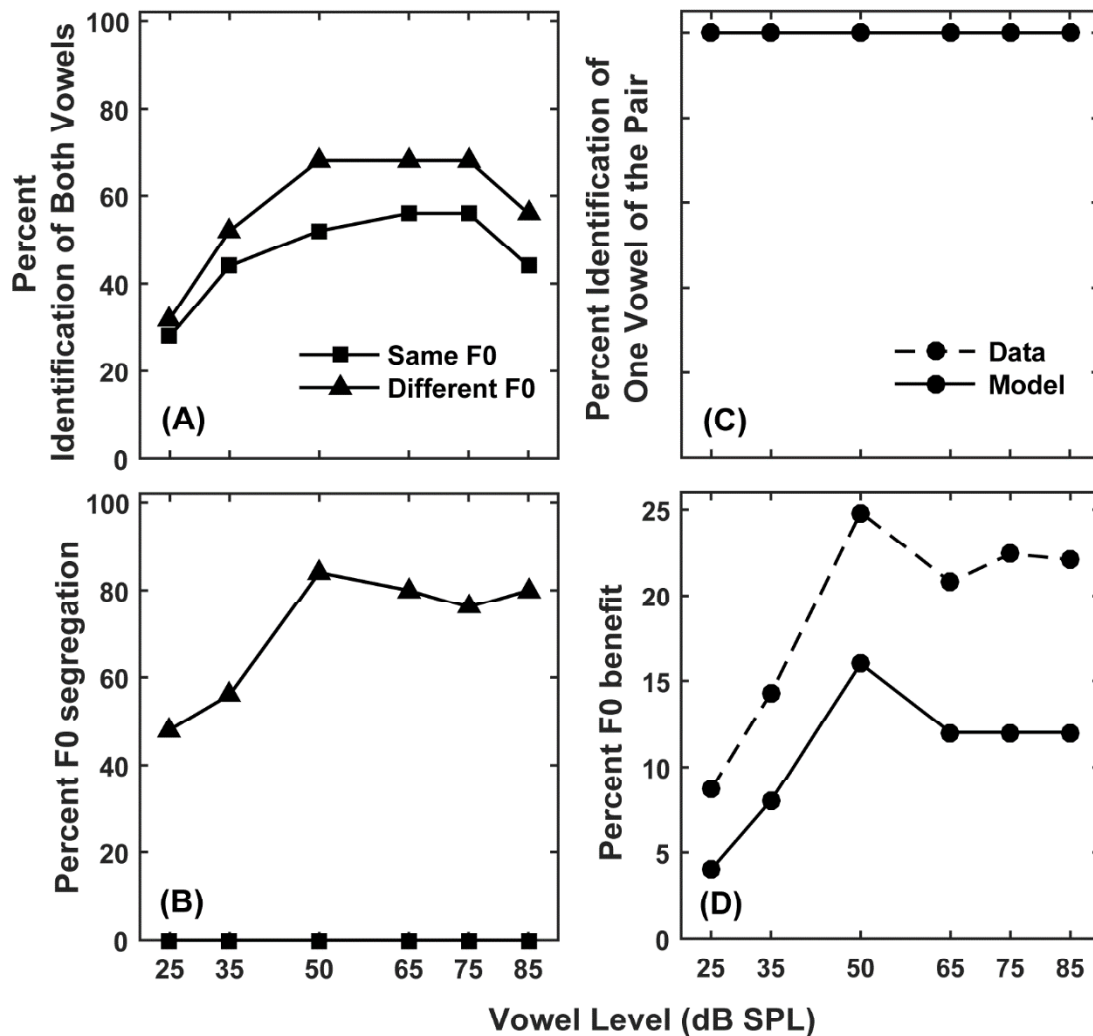 Percent
Identification of Both Vowels
100
80
60
40
20
0
Same F0
Different F0
(A)
Percent Identification of
One Vowel of the Pair
Data
Model
(C)
Percent F0 segregation
100
80
60
40
20
0
(B)
25 35 50 65 75 85
Percent F0 benefit
25
20
15
10
5
0
(D)
25 35 50 65 75 85
Vowel Level (dB SPL)